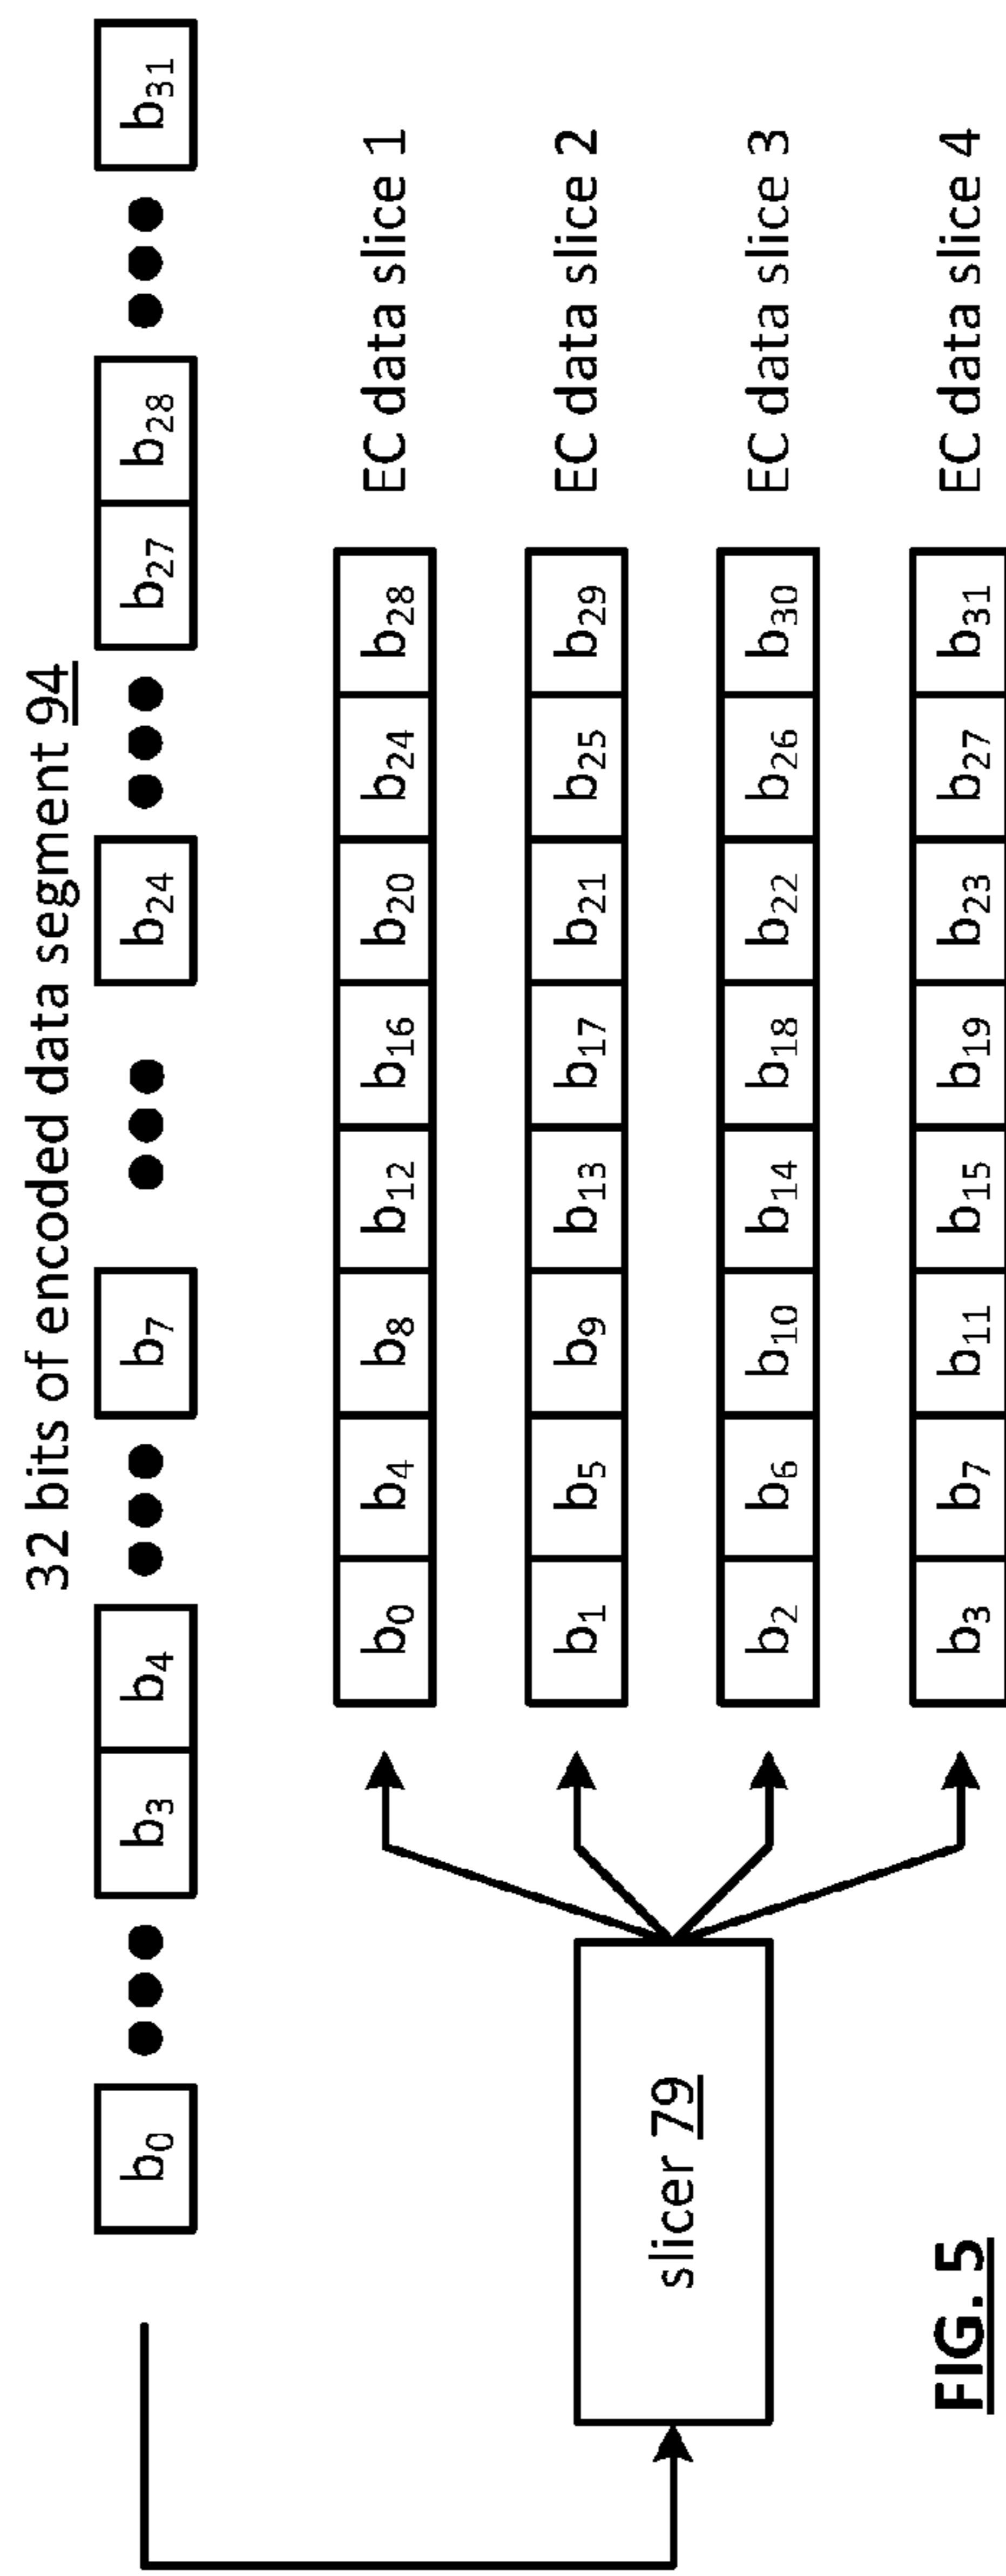 32 bits of encoded data segment 94
b0 ●●● b3 b4 ●●● b7 ●●● b24 ●●● b27 b28 ●●● b31
b0 b4 b8 b12 b16 b20 b24 b28 EC data slice 1
b1 b5 b9 b13 b17 b21 b25 b29 EC data slice 2
slicer 79
b2 b6 b10 b14 b18 b22 b26 b30 EC data slice 3
b3 b7 b11 b15 b19 b23 b27 b31 EC data slice 4
FIG. 5